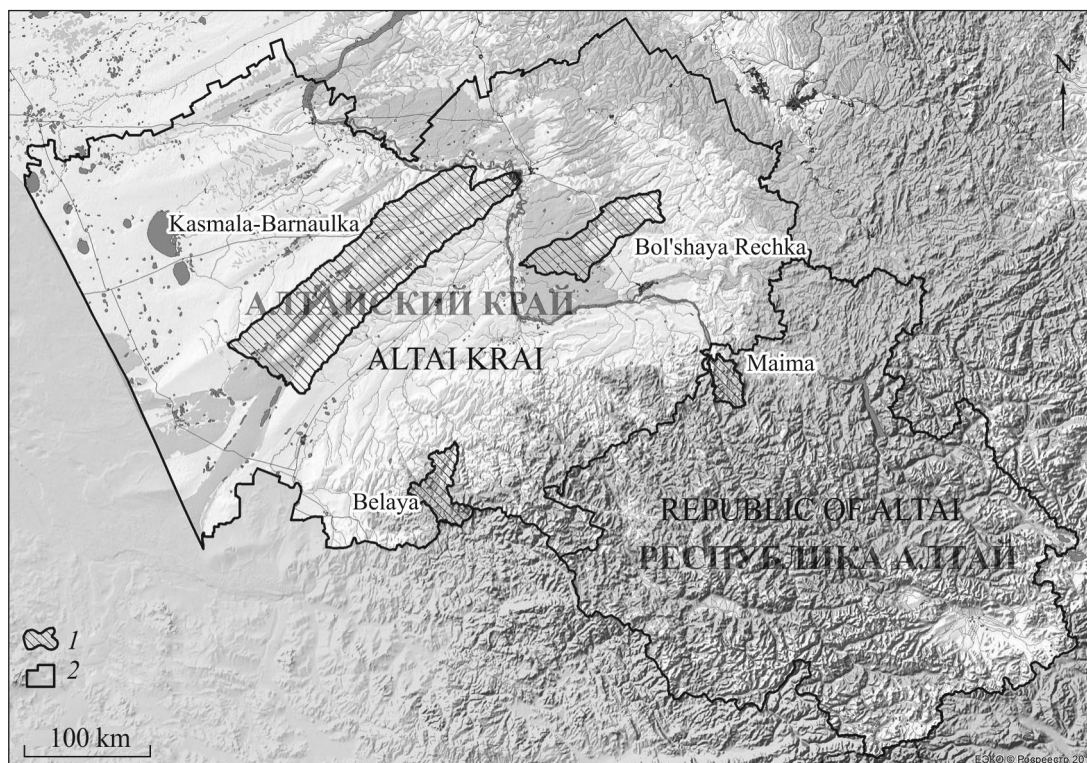 N
Kasmala-Barnaulka
Bol'shaya Rechka
АЛТАЙСКИЙ КРАЙ
ALTAI KRAI
Maima
Belaya
REPUBLIC OF ALTAI
РЕСПУБЛИКА АЛТАЙ
1
2
100 km
ЕЭКО © Росреестр 20